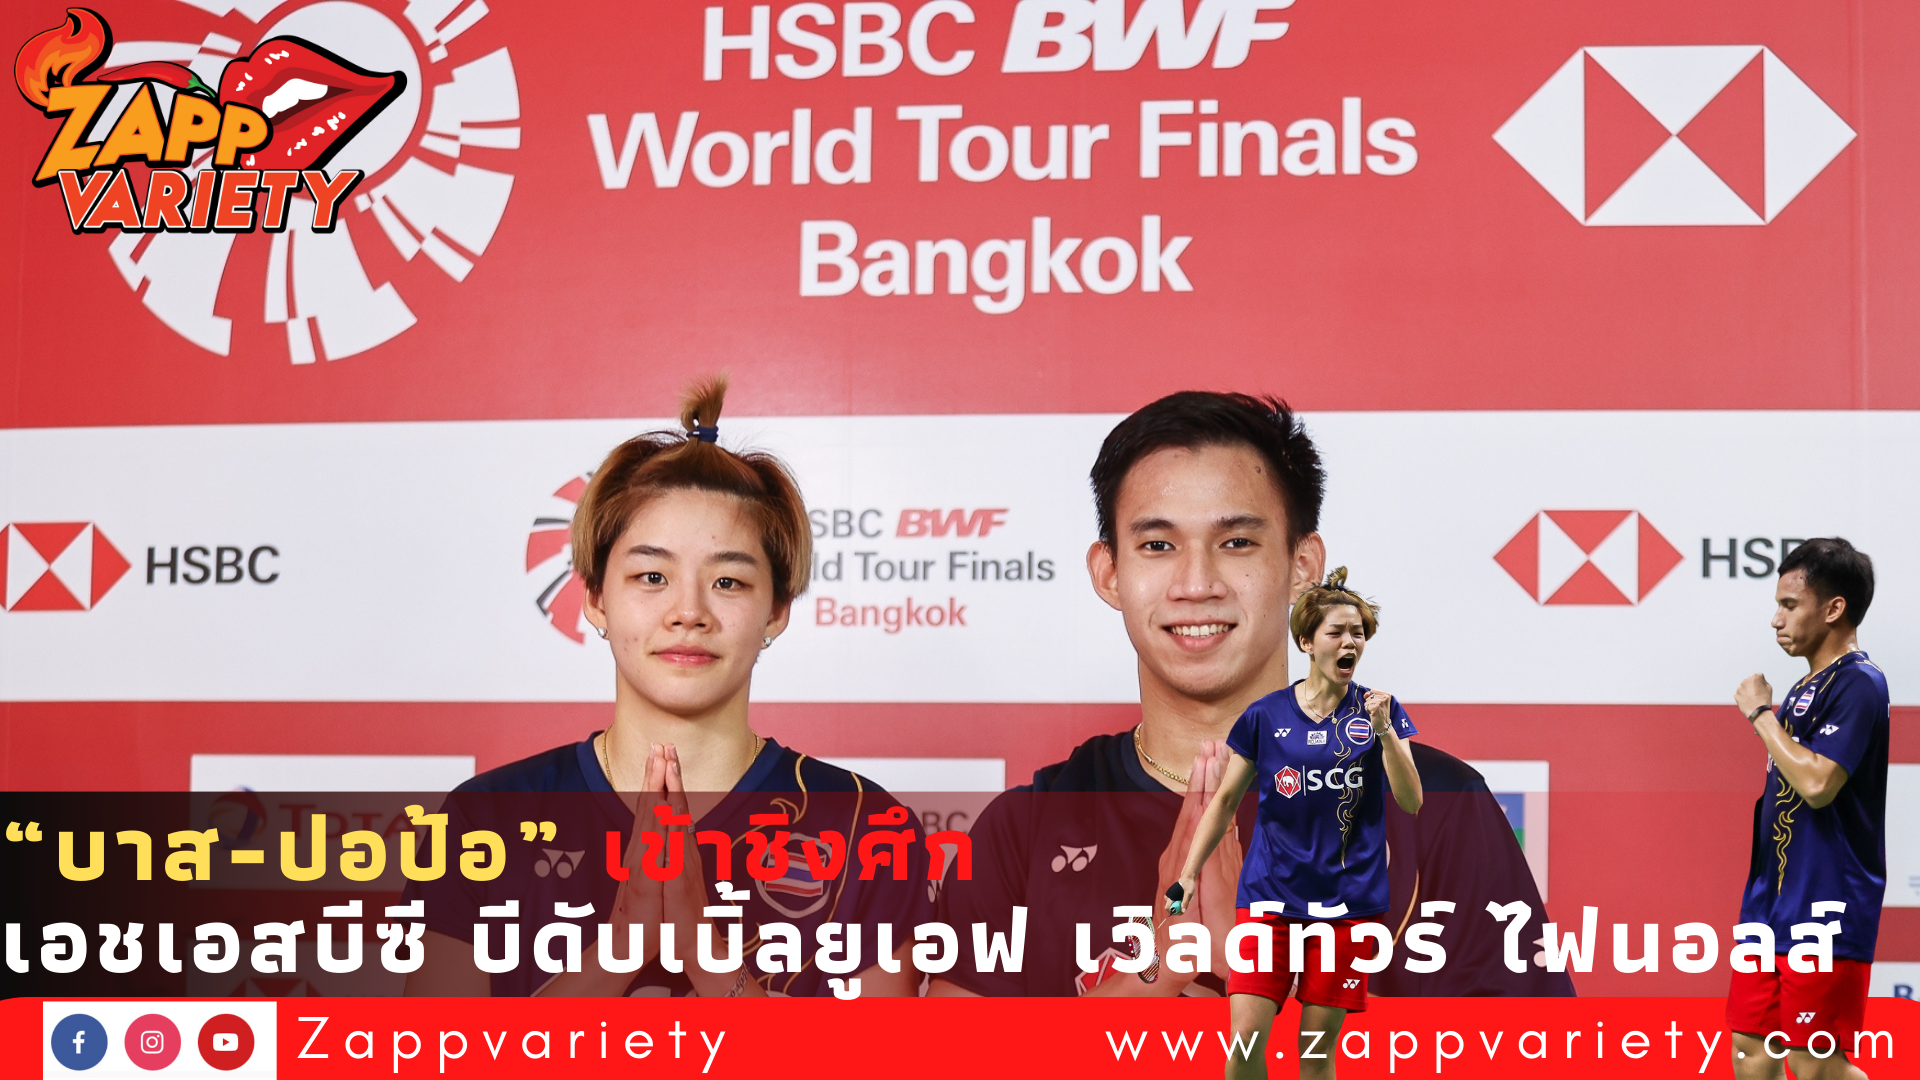 ZAPP
VARIETY
HSBC BWF
World Tour Finals
Bangkok
HSBC
SBC BWF
ld Tour Finals
Bangkok
HSB
SCG
TOTAL
BC
“บาส-ปอป้อ” เข้าชิงศึก
เอชเอสบีซี บีดับเบิ้ลยูเอฟ เวิลด์ทัวร์ ไฟนอลส์
Zappvariety
www.zappvariety.com